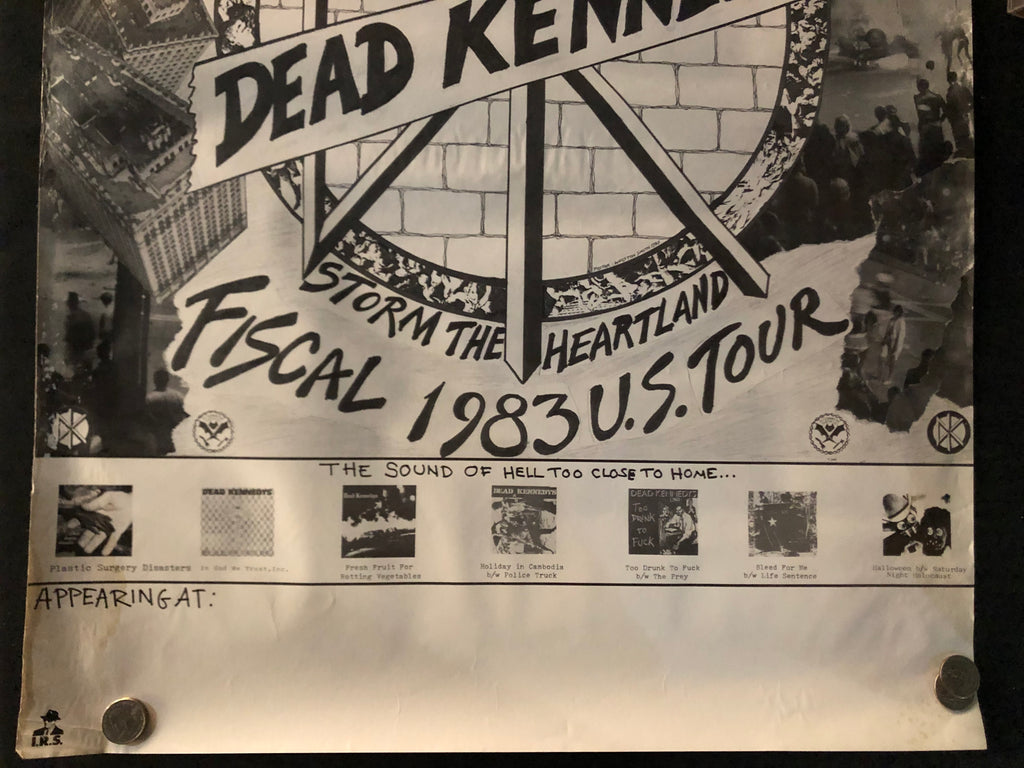 DEAD KENNE
STORM THE HEARTLAND
FISCAL 1983 U.S. TOUR
THE SOUND OF HELL TOO CLOSE TO HOME...
DEAD KENNEDYS
Dead Kennedys
DEAD KENNEDYS
DEAD KENNEDYS
TOO
DRUNK
TO
FUCK
Plastic Surgery Disasters
In God We Trust, Inc.
Fresh Fruit For
Rotting Vegetables
Holiday in Cambodia
b/w Police Truck
Too Drunk To Fuck
b/w The Prey
Bleed For Me
b/w Life Sentence
Halloween b/w Saturday
Night Holocaust
APPEARING AT:
I.R.S.